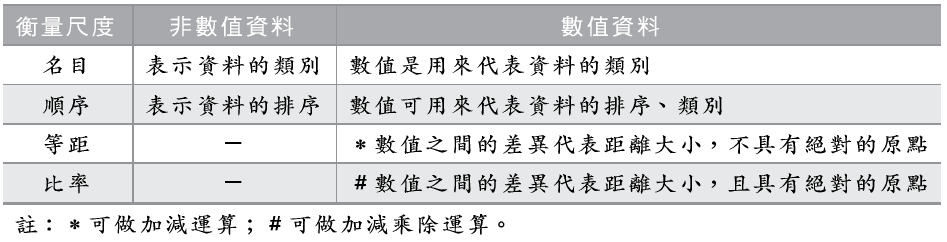 衡量尺度 非數值資料 數值資料
名目 表示資料的類別 數值是用來代表資料的類別
順序 表示資料的排序 數值可用來代表資料的排序、類別
等距 － ＊數值之間的差異代表距離大小，不具有絕對的原點
比率 － #數值之間的差異代表距離大小，且具有絕對的原點
註：＊可做加減運算；#可做加減乘除運算。